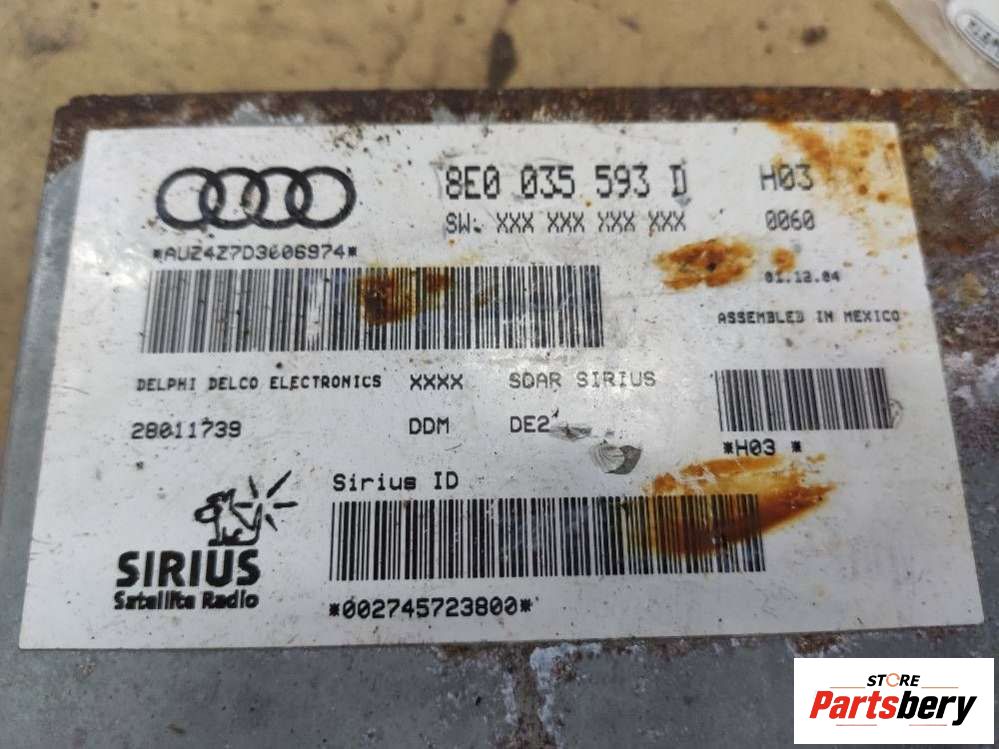 8E0 035 593 D H03
SW: XXX XXX XXX XXX 0060
*AUZ4Z7D3606974*
01.12.04
ASSEMBLED IN MEXICO
DELPHI DELCO ELECTRONICS XXXX SDAR SIRIUS
28011739 DDM DE2
*H03 *
Sirius ID
SIRIUS
Satellite Radio
*002745723800*
STORE
Partsbery